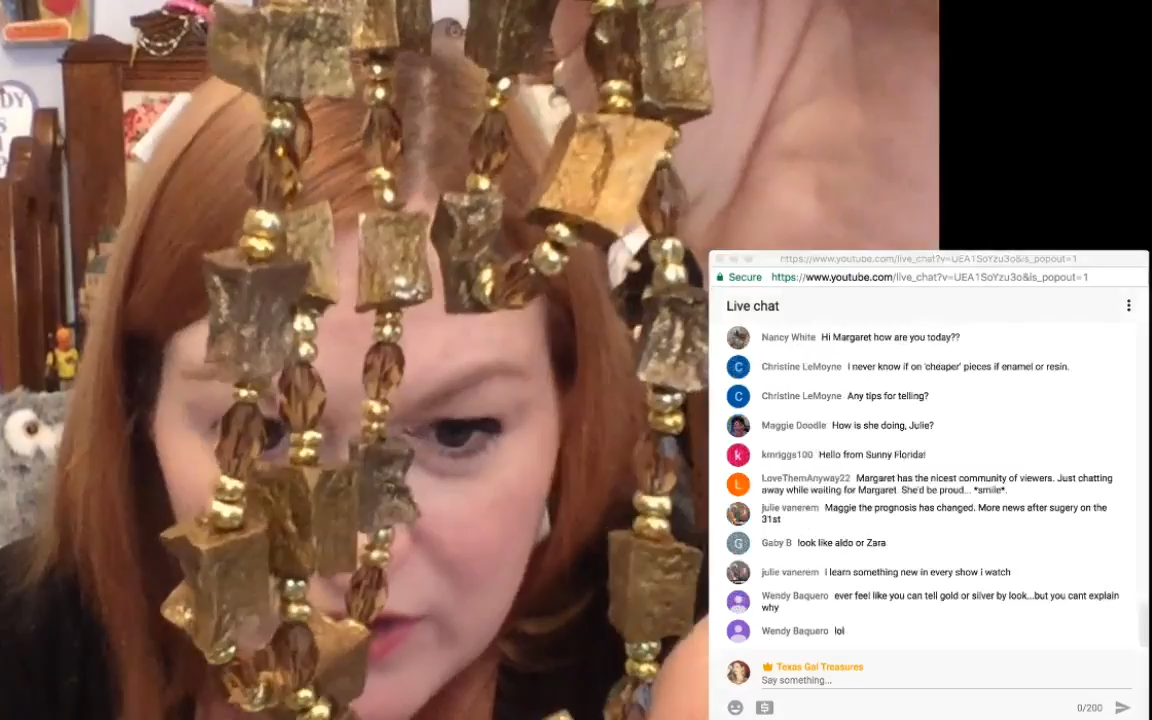 DY
S
https://www.youtube.com/live_chat?v=UEA1SoYzu3o&is_popout=1
Secure https://www.youtube.com/live_chat?v=UEA1SoYzu3o&is_popout=1
Live chat
Nancy White Hi Margaret how are you today??
C Christine LeMoyne I never know if on 'cheaper' pieces if enamel or resin.
C Christine LeMoyne Any tips for telling?
Maggie Doodle How is she doing, Julie?
k kmriggs100 Hello from Sunny Florida!
L LoveThemAnyway22 Margaret has the nicest community of viewers. Just chatting
away while waiting for Margaret. She'd be proud... *smile*.
julie vanerem Maggie the prognosis has changed. More news after sugery on the
31st
G Gaby B look like aldo or Zara
julie vanerem I learn something new in every show i watch
Wendy Baquero ever feel like you can tell gold or silver by look...but you cant explain
why
Wendy Baquero lol
Texas Gal Treasures
Say something...
0/200